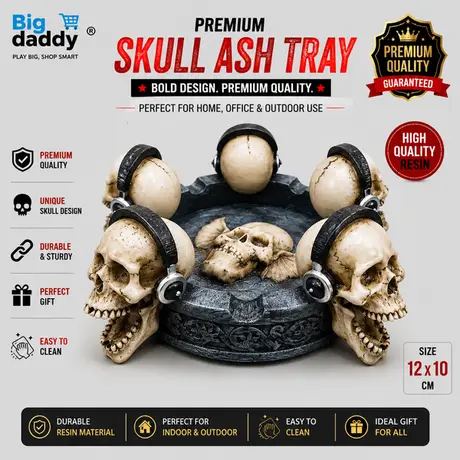 Big
daddy ®
PLAY BIG, SHOP SMART
PREMIUM
SKULL ASH TRAY
★ BOLD DESIGN. PREMIUM QUALITY. ★
PERFECT FOR HOME, OFFICE & OUTDOOR USE
PREMIUM
QUALITY
GUARANTEED
HIGH
QUALITY
RESIN
PREMIUM
QUALITY
UNIQUE
SKULL DESIGN
DURABLE
& STURDY
PERFECT
GIFT
EASY TO
CLEAN
SIZE
12 x 10
CM
DURABLE
RESIN MATERIAL
PERFECT FOR
INDOOR & OUTDOOR
EASY TO
CLEAN
IDEAL GIFT
FOR ALL